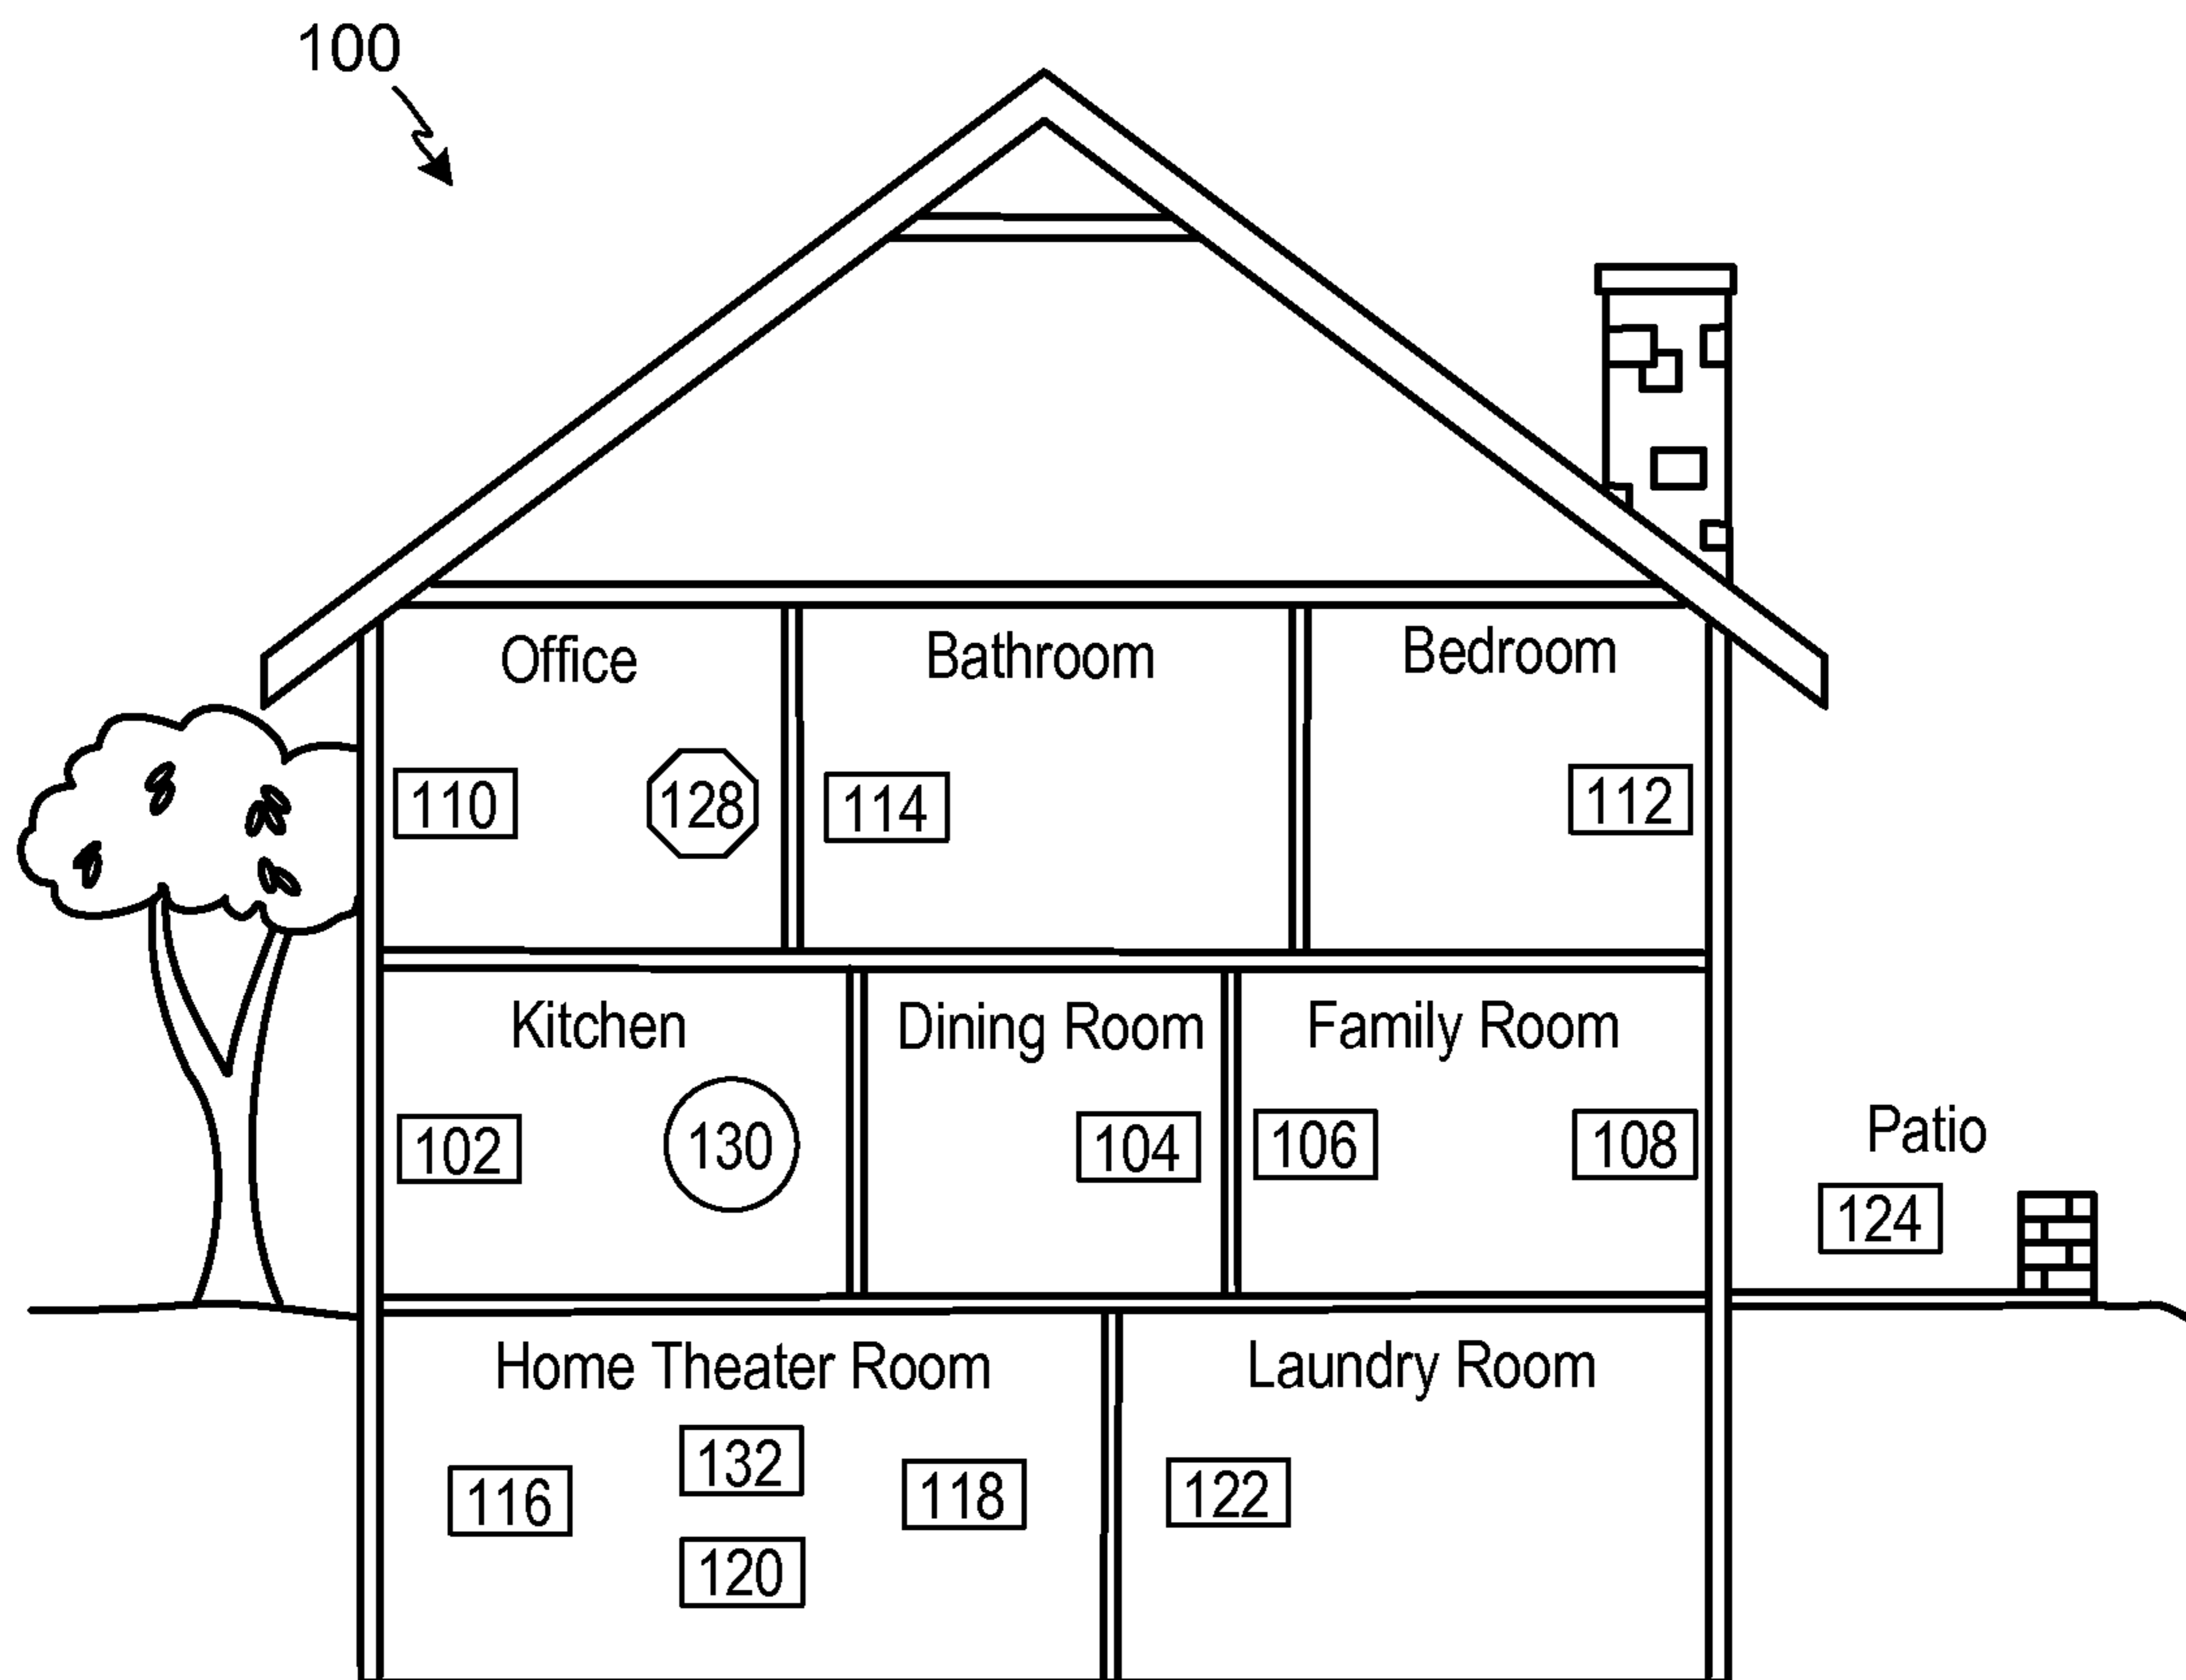 100
Office
Bathroom
Bedroom
110
128
114
112
Kitchen
Dining Room
Family Room
102
130
104
106
108
Patio
124
Home Theater Room
Laundry Room
116
132
118
120
122